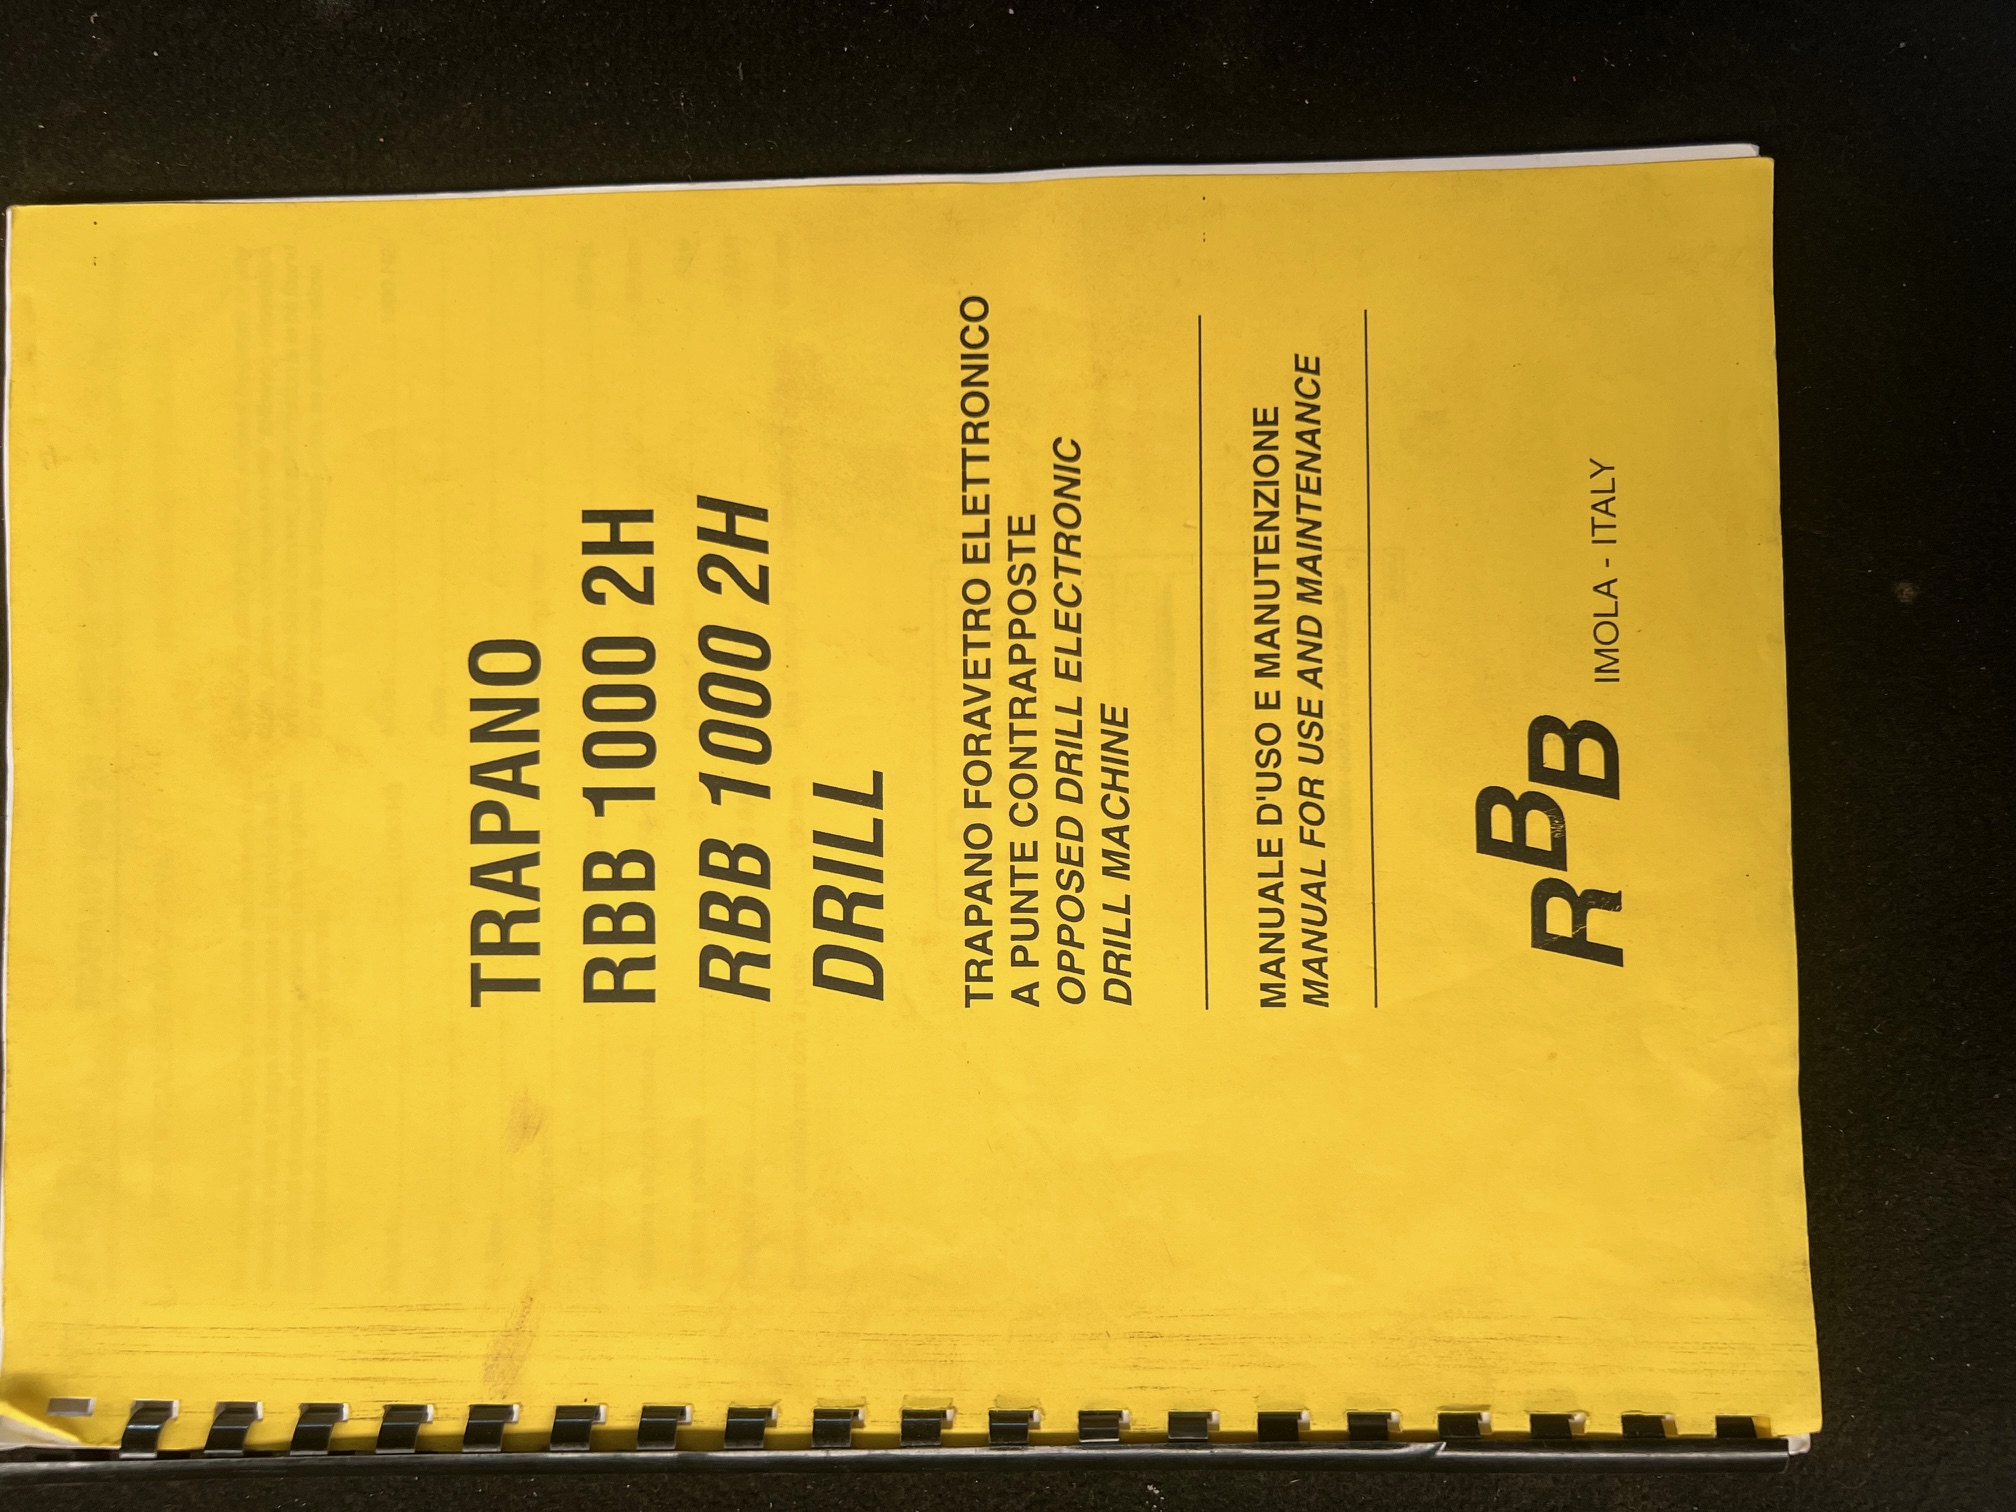 TRAPANO
RBB 1000 2H
RBB 1000 2H
DRILL
TRAPANO FORAVETRO ELETTRONICO
A PUNTE CONTRAPPOSTE
OPPOSED DRILL ELECTRONIC
DRILL MACHINE
MANUALE D'USO E MANUTENZIONE
MANUAL FOR USE AND MAINTENANCE
RBB IMOLA - ITALY